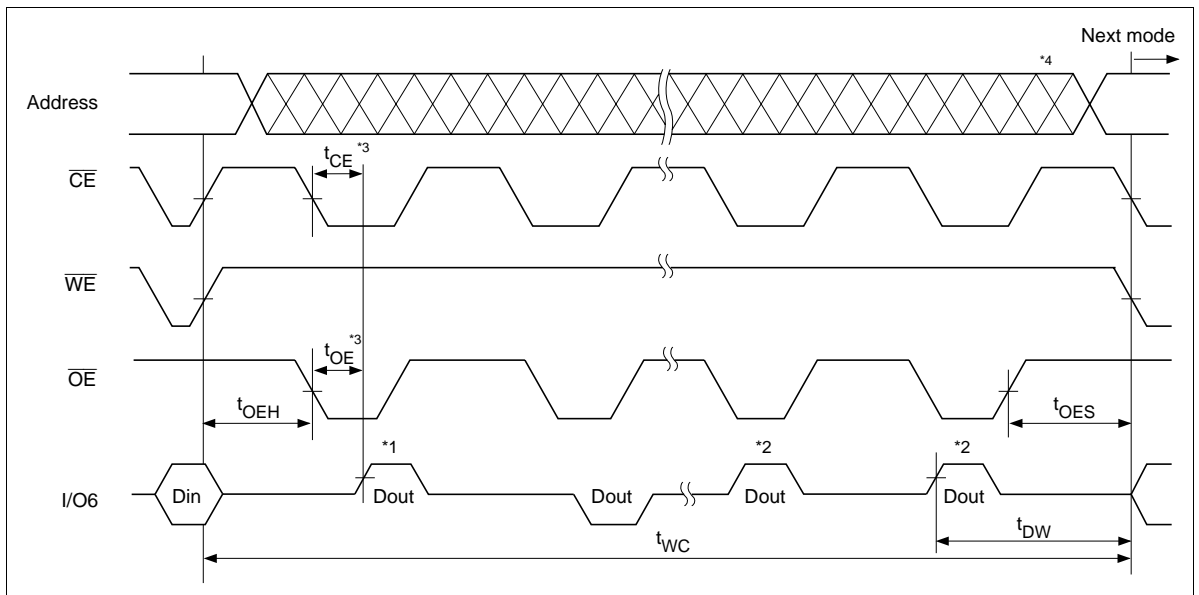 Next mode
*4
Address
tCE *3
CE
WE
tOE *3
OE
tOEH
tOES
*1
*2
*2
I/O6
Din
Dout
Dout
Dout
Dout
tDW
tWC